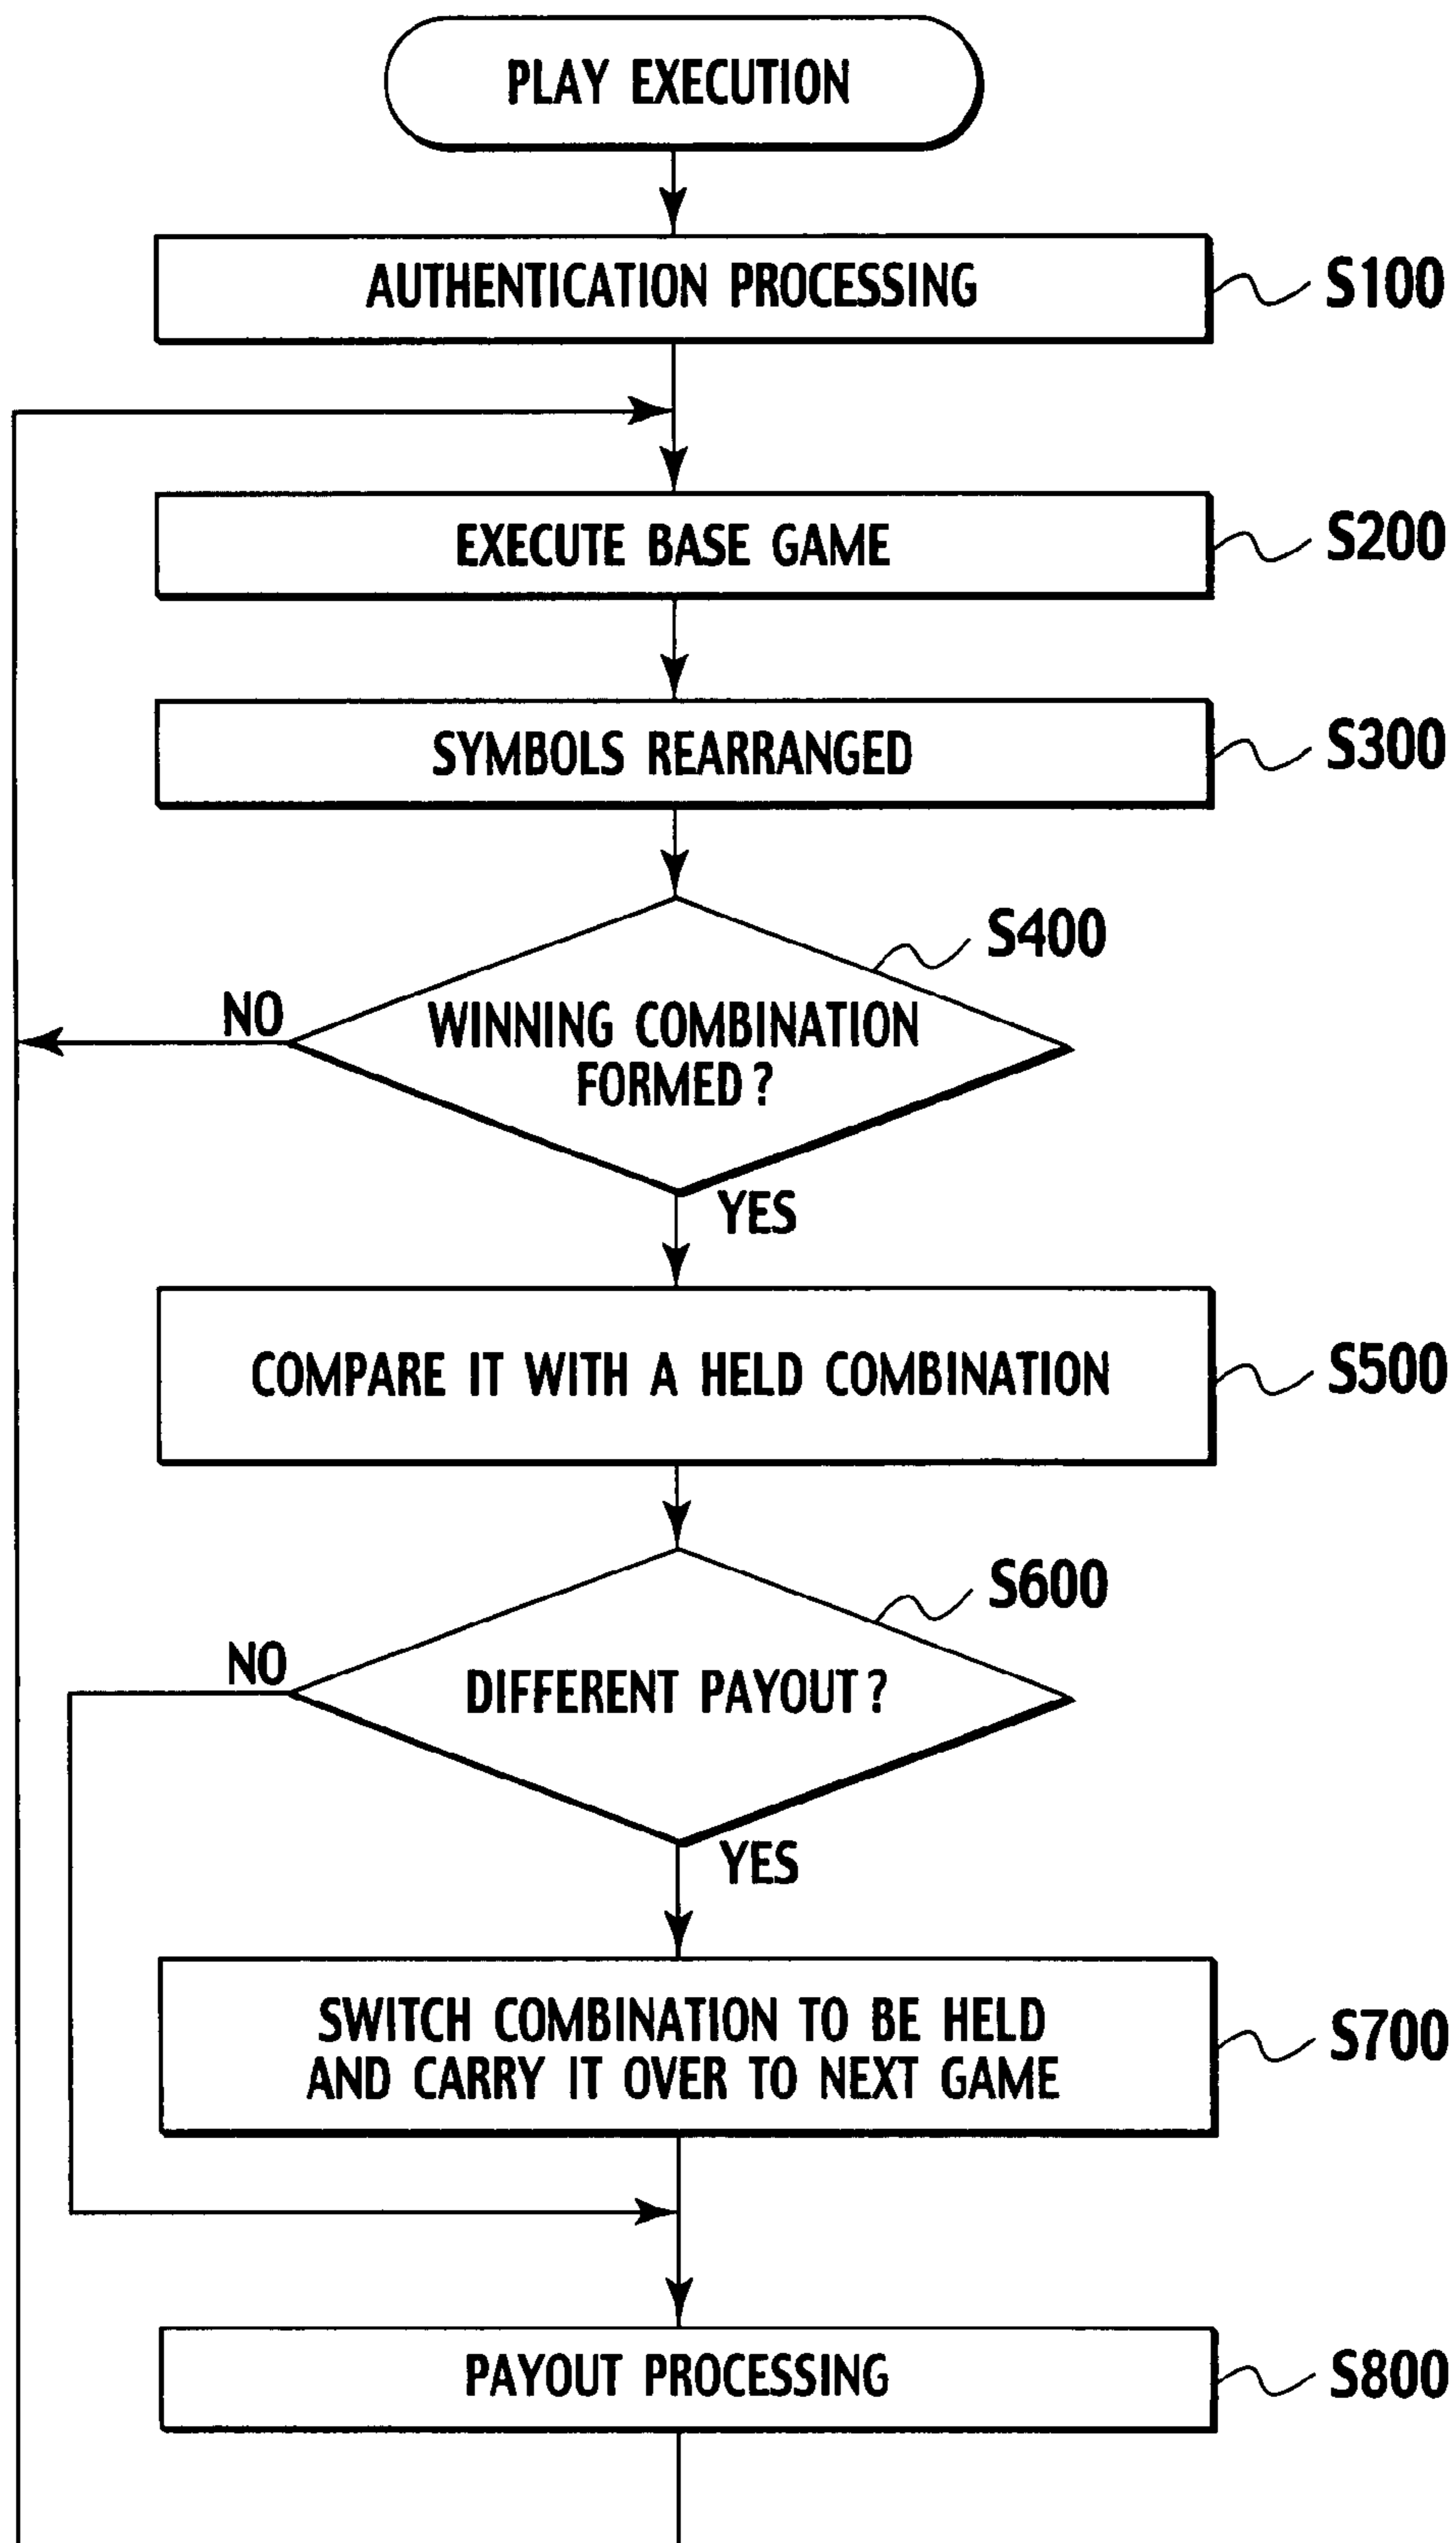 PLAY EXECUTION
AUTHENTICATION PROCESSING
S100
EXECUTE BASE GAME
S200
SYMBOLS REARRANGED
S300
S400
NO
WINNING COMBINATION
FORMED?
YES
COMPARE IT WITH A HELD COMBINATION
S500
S600
NO
DIFFERENT PAYOUT?
YES
SWITCH COMBINATION TO BE HELD
AND CARRY IT OVER TO NEXT GAME
S700
PAYOUT PROCESSING
S800